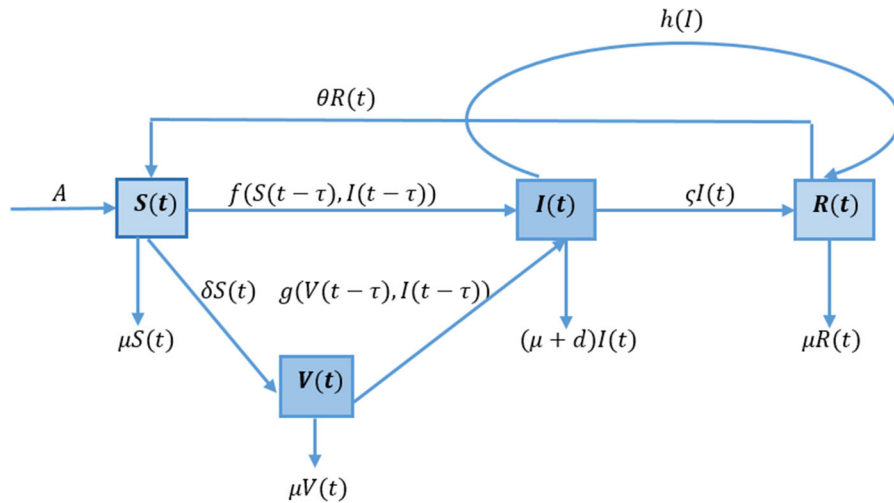 h(I)
θR(t)
A
S(t)
f(S(t − τ), I(t − τ))
I(t)
ςI(t)
R(t)
δS(t)
g(V(t − τ), I(t − τ))
μS(t)
(μ + d)I(t)
μR(t)
V(t)
μV(t)